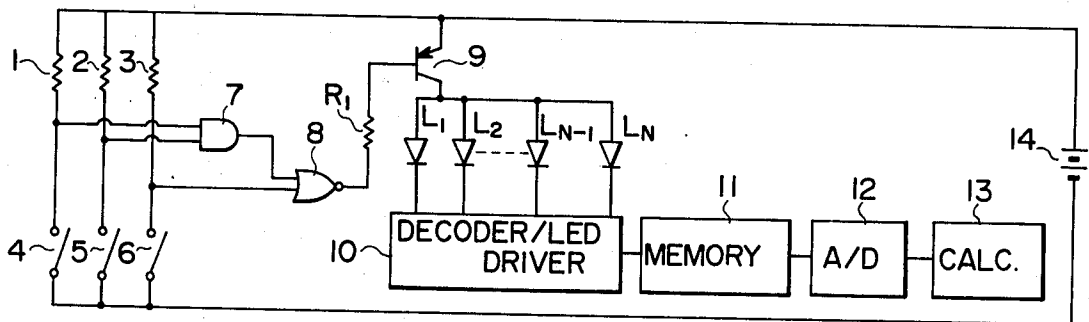 1
2
3
4
5
6
7
8
R1
9
L1
L2
LN-1
LN
10
DECODER/LED
DRIVER
11
MEMORY
12
A/D
13
CALC.
14